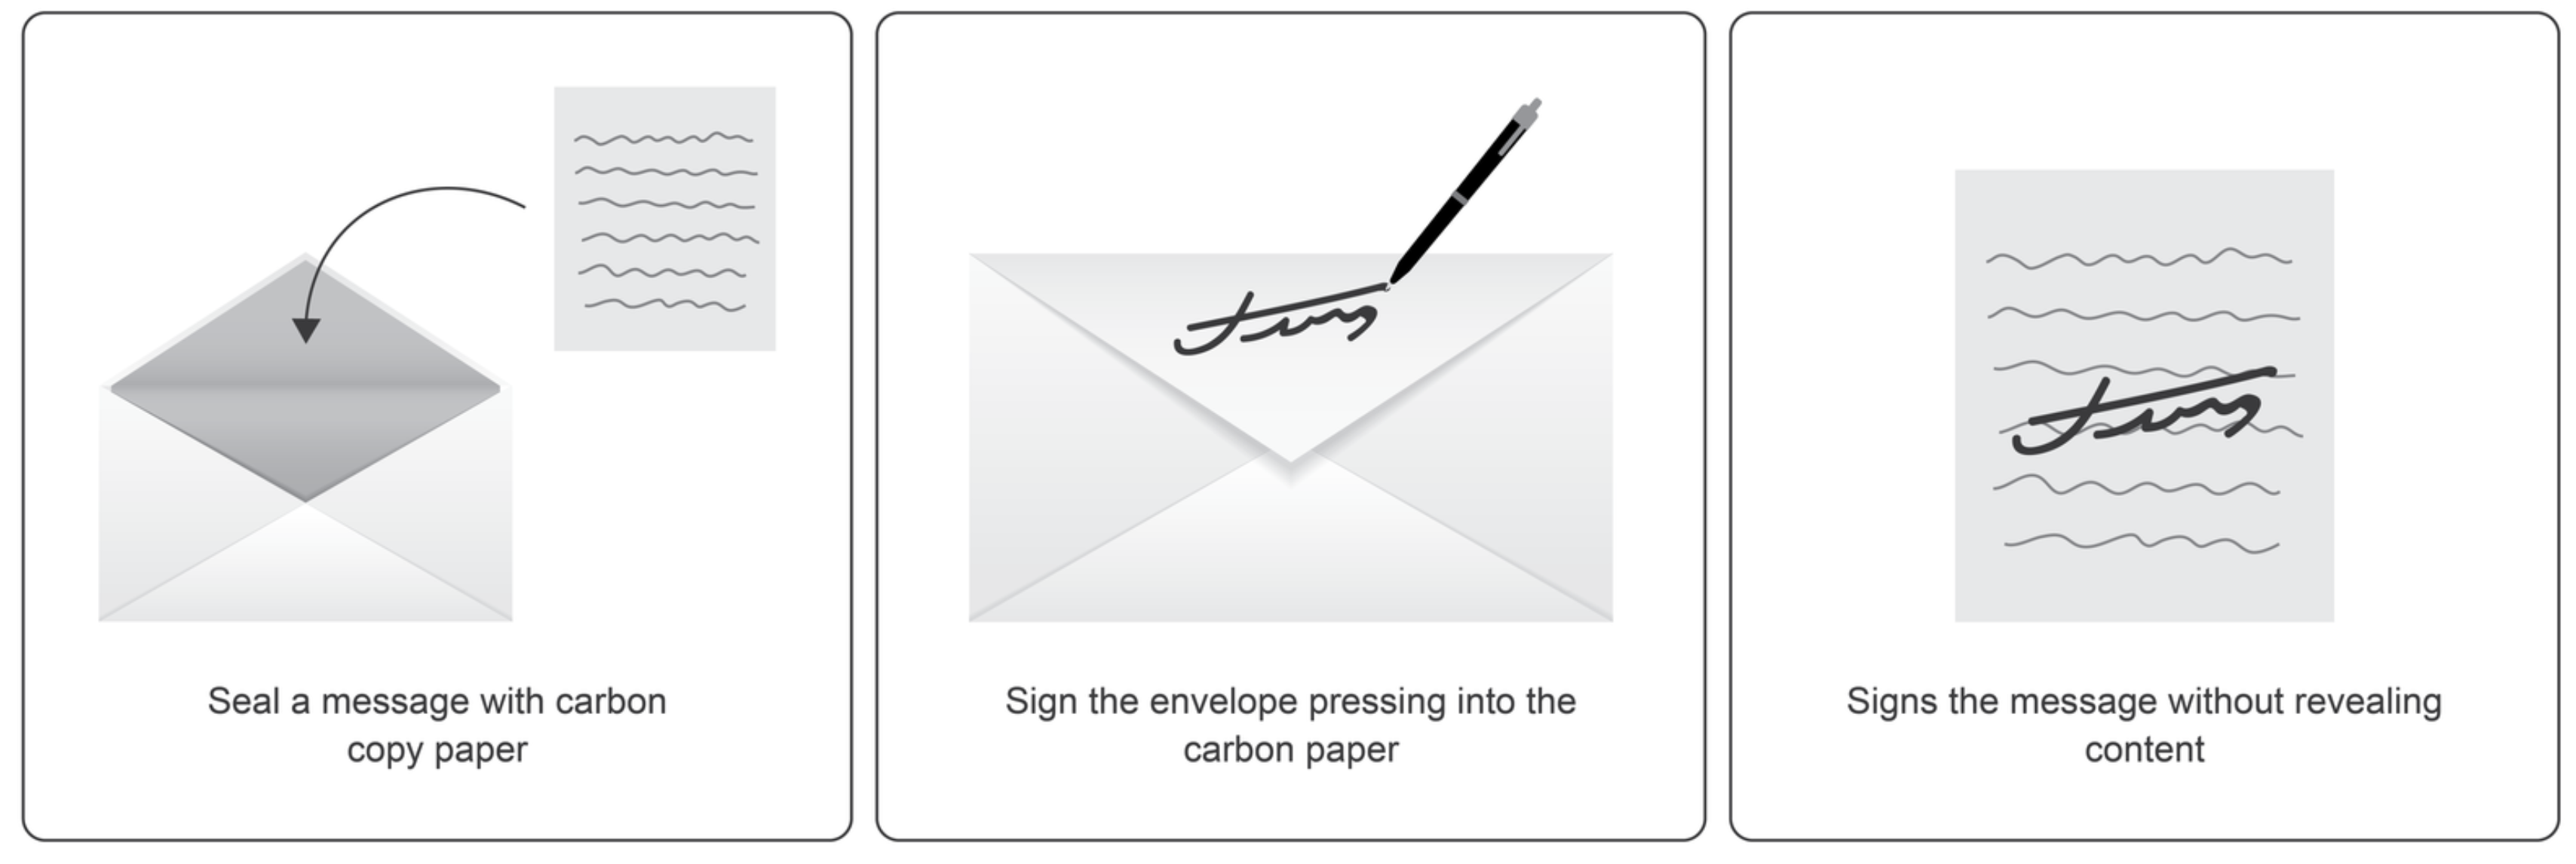 Seal a message with carbon
copy paper
Sign the envelope pressing into the
carbon paper
Signs the message without revealing
content